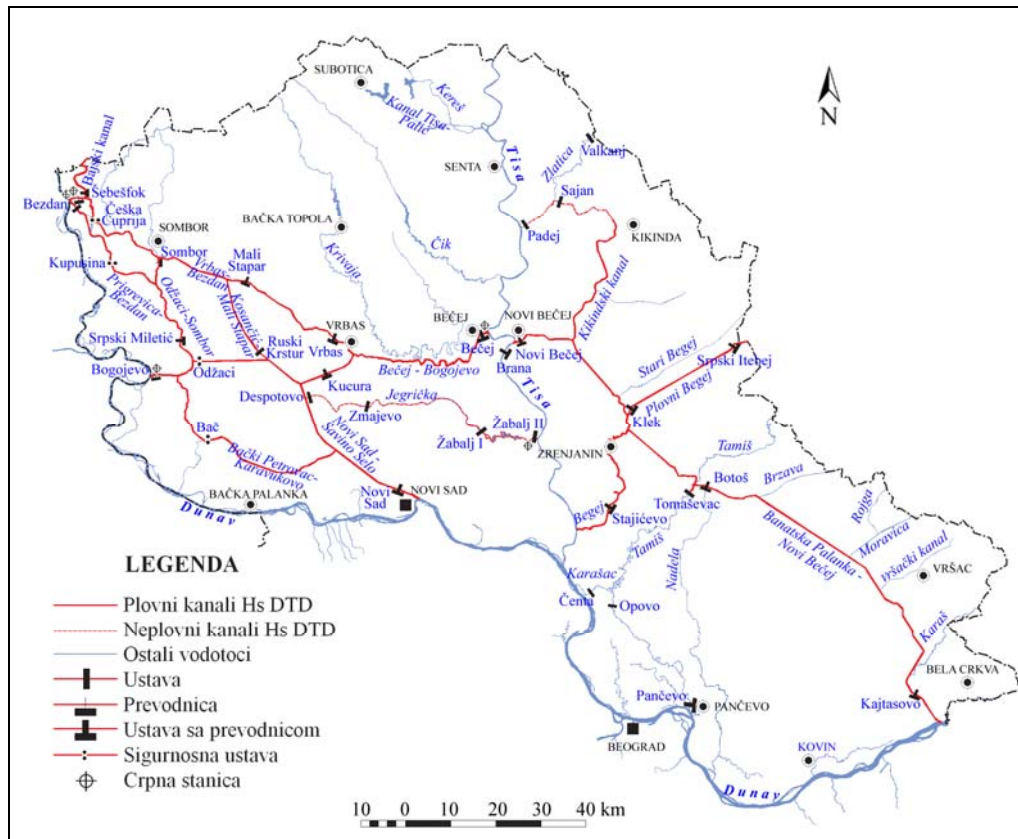 SUBOTICA
Kereš
Kanal Tisa-
Palić
N
Tisa
SENTA
Zlatica
Valkanj
Sajan
Bajski kanal
Bezdan
Sebešfok
Češka
Ćuprija
SOMBOR
Sombor
BAČKA TOPOLA
Čik
Padej
KIKINDA
Kupusina
Mali
Stapar
Vrbas-
Bezdan
Krivaja
Kikindski kanal
Prigrevica-
Bezdan
Odžaci-Sombor
Kosančić-
Mali Stapar
VRBAS
BEČEJ
NOVI BEČEJ
Srpski Miletić
Ruski
Krstur
Vrbas
Bečej
Novi Bečej
Stari Begej
Srpski Itebej
Bogojevo
Odžaci
Bečej - Bogojevo
Brana
Plovni Begej
Kucura
Tisa
Despotovo
Jegrička
Zmajevo
Klek
Bač
Novi Sad -
Savino Selo
Žabalj I
Žabalj II
ZRENJANIN
Tamiš
Bački Petrovac-
Karavukovo
Botoš
Brzava
BAČKA PALANKA
Novi
Sad
NOVI SAD
Begej
Stajićevo
Tomaševac
Rojga
Moravica
Dunav
Banatska Palanka -
Novi Bečej
Tamiš
Nadela
vršački kanal
VRŠAC
Karašac
Čenta
Opovo
Karaš
BELA CRKVA
Kajtasovo
Pančevo
PANČEVO
BEOGRAD
KOVIN
Dunav
LEGENDA
Plovni kanali Hs DTD
Neplovni kanali Hs DTD
Ostali vodotoci
Ustava
Prevodnica
Ustava sa prevodnicom
Sigurnosna ustava
Crpna stanica
10 0 10 20 30 40 km